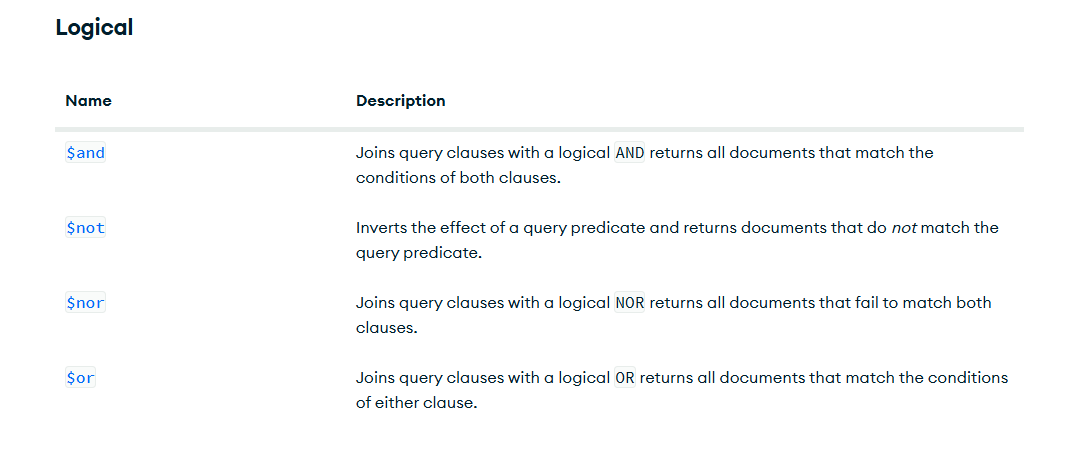 Logical
Name Description
$and Joins query clauses with a logical AND returns all documents that match the
conditions of both clauses.
$not Inverts the effect of a query predicate and returns documents that do not match the
query predicate.
$nor Joins query clauses with a logical NOR returns all documents that fail to match both
clauses.
$or Joins query clauses with a logical OR returns all documents that match the conditions
of either clause.